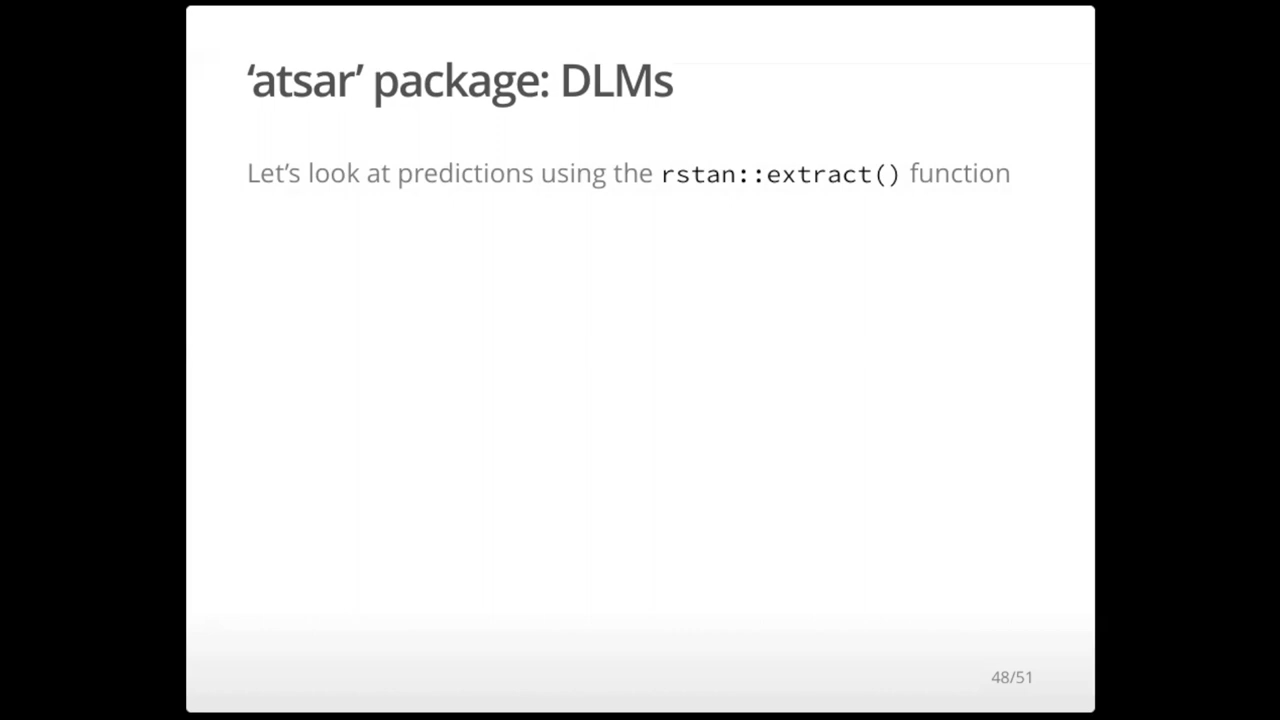 ‘atsar’ package: DLMs
Let’s look at predictions using the rstan::extract() function
48/51